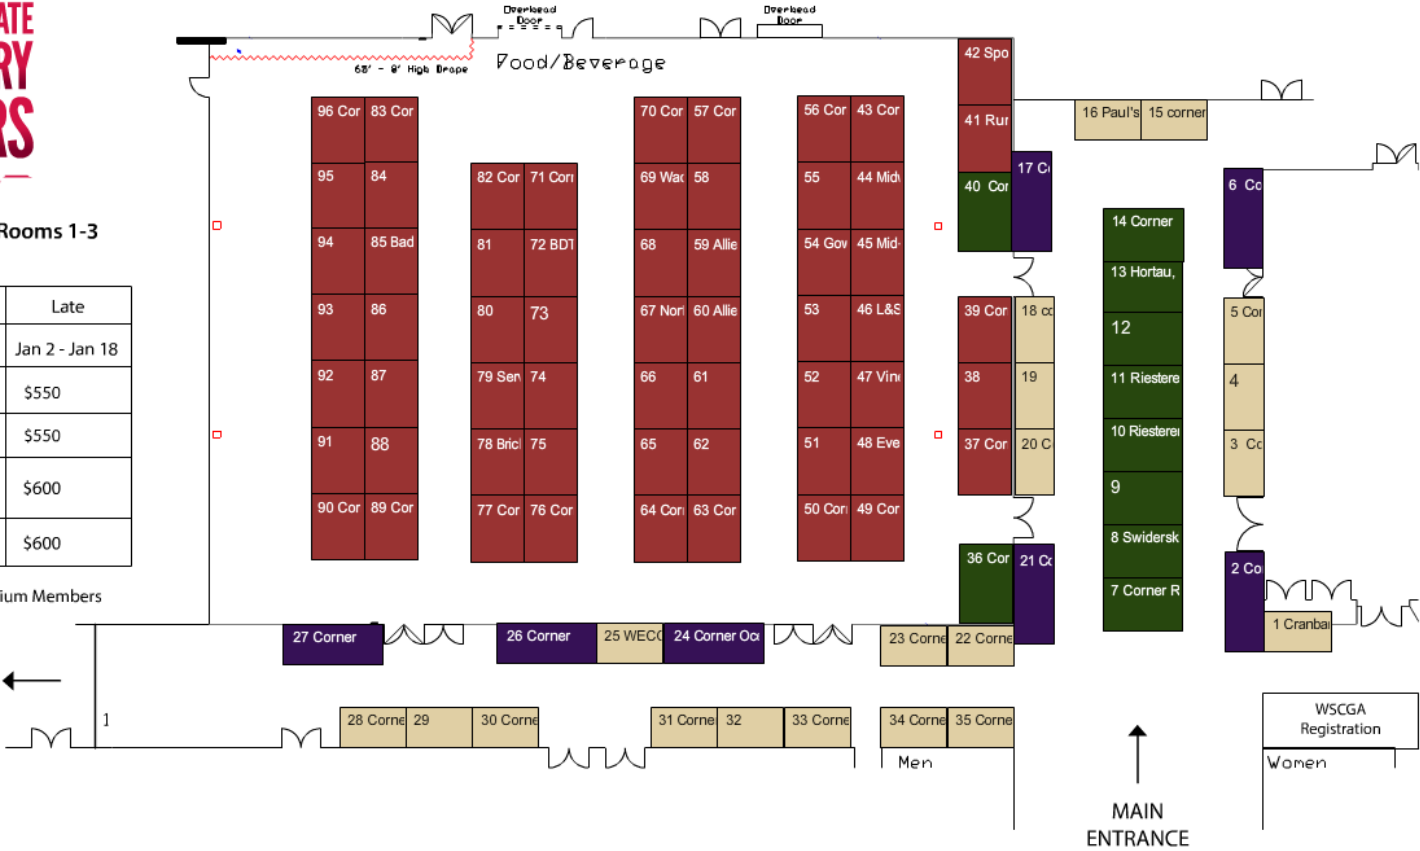 ATE
RY
RS
Rooms 1-3
Late
Jan 2 - Jan 18
$550
$550
$600
$600
ium Members
Overhead
Door
Overhead
Door
63' - 8' High Drape
Food/Beverage
96 Cor
83 Cor
95
84
94
85 Bad
93
86
92
87
91
88
90 Cor
89 Cor
82 Cor
71 Corr
81
72 BDT
80
73
79 Serv
74
78 Bric
75
77 Cor
76 Cor
70 Cor
57 Cor
69 Wac
58
68
59 Allie
67 Nor
60 Allie
66
61
65
62
64 Cor
63 Cor
56 Cor
43 Cor
55
44 Mid
54 Gov
45 Mid-
53
46 L&S
52
47 Vin
51
48 Eve
50 Cor
49 Cor
42 Spo
41 Rur
40 Cor
17 C
39 Cor
18 co
38
19
37 Cor
20 C
36 Cor
21 Co
16 Paul's
15 corner
14 Corner
13 Hortau,
12
11 Riestere
10 Riesterer
9
8 Swidersk
7 Corner R
6 Co
5 Cor
4
3 Co
2 Co
1 Cranba
27 Corner
26 Corner
25 WECC
24 Corner Occ
23 Corne
22 Corne
28 Corne
29
30 Corne
31 Corne
32
33 Corne
34 Corne
35 Corne
1
Men
WSCGA
Registration
Women
MAIN
ENTRANCE